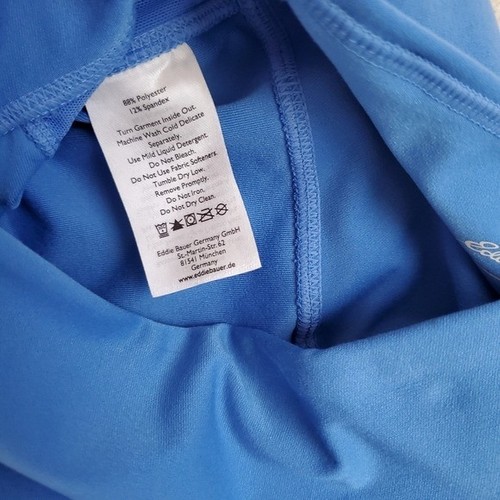 88% Polyester
12% Spandex
Turn Garment Inside Out.
Machine Wash Cold Delicate
Separately.
Use Mild Liquid Detergent.
Do Not Bleach.
Do Not Use Fabric Softeners.
Tumble Dry Low.
Remove Promptly.
Do Not Iron.
Do Not Dry Clean.
Eddie Bauer Germany GmbH
St.-Martin-Str. 62
81541 München
Germany
www.eddiebauer.de